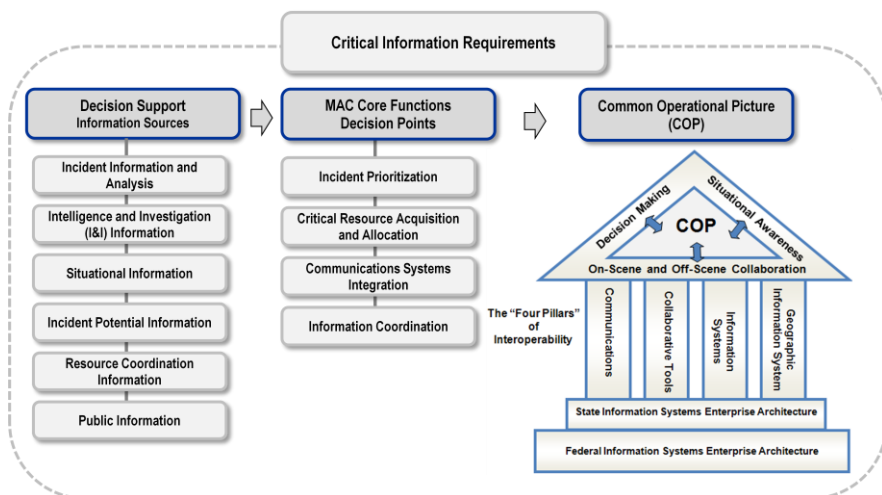 Critical Information Requirements
Decision Support
Information Sources
Incident Information and
Analysis
Intelligence and Investigation
(I&I) Information
Situational Information
Incident Potential Information
Resource Coordination
Information
Public Information
MAC Core Functions
Decision Points
Incident Prioritization
Critical Resource Acquisition
and Allocation
Communications Systems
Integration
Information Coordination
Common Operational Picture
(COP)
Decision Making
Situational Awareness
COP
On-Scene and Off-Scene Collaboration
The "Four Pillars"
of
Interoperability
Communications
Collaborative Tools
Information
Systems
Geographic
Information System
State Information Systems Enterprise Architecture
Federal Information Systems Enterprise Architecture